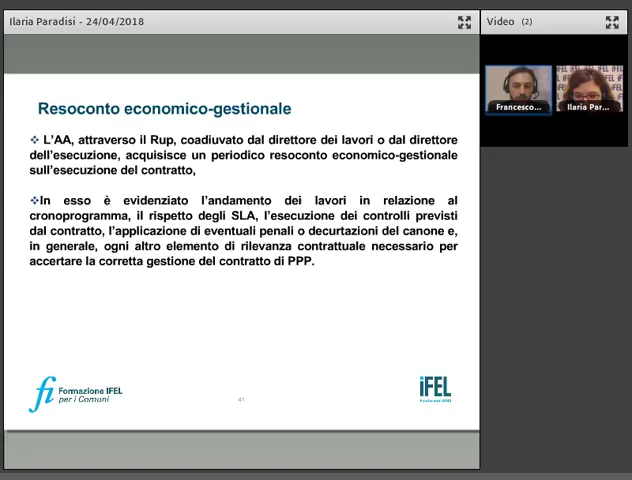 Ilaria Paradisi - 24/04/2018
Video (2)
Francesco...
Ilaria Par...
Resoconto economico-gestionale
❖ L'AA, attraverso il Rup, coadiuvato dal direttore dei lavori o dal direttore
dell'esecuzione, acquisisce un periodico resoconto economico-gestionale
sull'esecuzione del contratto,
❖In esso è evidenziato l'andamento dei lavori in relazione al
cronoprogramma, il rispetto degli SLA, l'esecuzione dei controlli previsti
dal contratto, l'applicazione di eventuali penali o decurtazioni del canone e,
in generale, ogni altro elemento di rilevanza contrattuale necessario per
accertare la corretta gestione del contratto di PPP.
fi Formazione IFEL
per i Comuni
41
iFEL